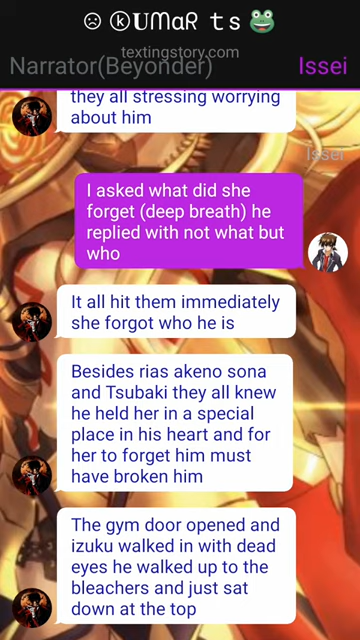 ☹ ⓚ𝐔ᗰᗩᖇ ｔｓ🐸
textingstory.com
Narrator(Beyonder)
Issei
they all stressing worrying
about him
Issei
I asked what did she
forget (deep breath) he
replied with not what but
who
It all hit them immediately
she forgot who he is
Besides rias akeno sona
and Tsubaki they all knew
he held her in a special
place in his heart and for
her to forget him must
have broken him
The gym door opened and
izuku walked in with dead
eyes he walked up to the
bleachers and just sat
down at the top